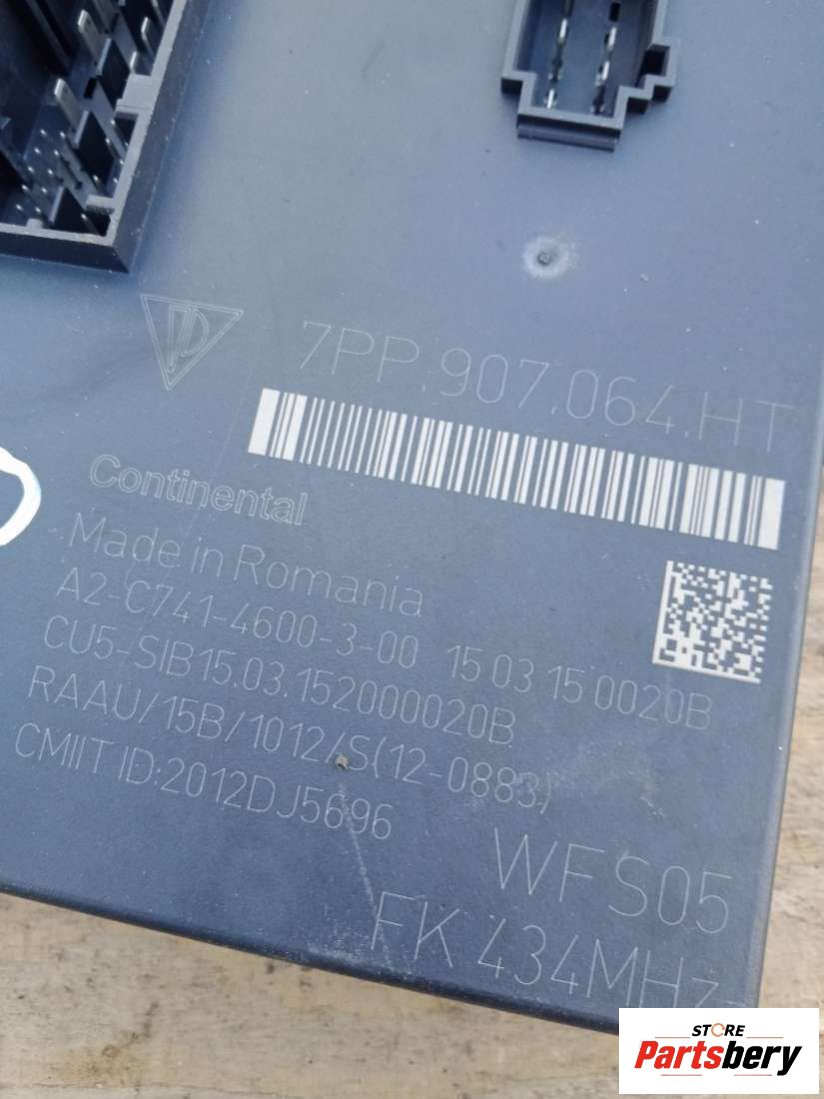 7PP.907.064.HT
Continental
Made in Romania
A2-C741-4600-3-00 15 03 15 0020B
CU5-SIB15.03.152000020B
RAAU/15B/1012/S(12-0883)
CMIIT ID:2012DJ5696
WFS05
FK 434MHz
STORE
Partsbery